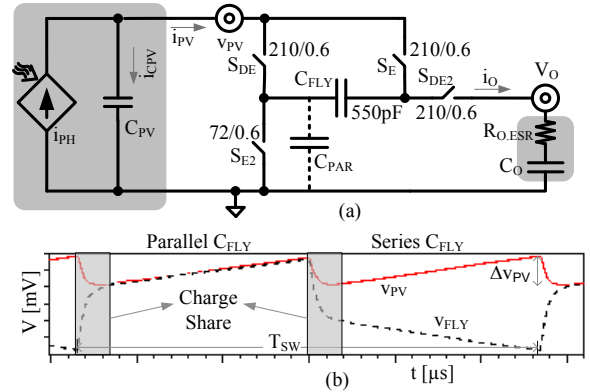 i_PV
v_PV
210/0.6
210/0.6
i_CPV
S_DE
S_E
S_DE2
C_FLY
i_O
V_O
550pF
210/0.6
i_PH
C_PV
72/0.6
R_O.ESR
S_E2
C_PAR
C_O
(a)
Parallel C_FLY
Series C_FLY
V [mV]
Charge
Share
v_PV
Δv_PV
v_FLY
T_SW
t [μs]
(b)